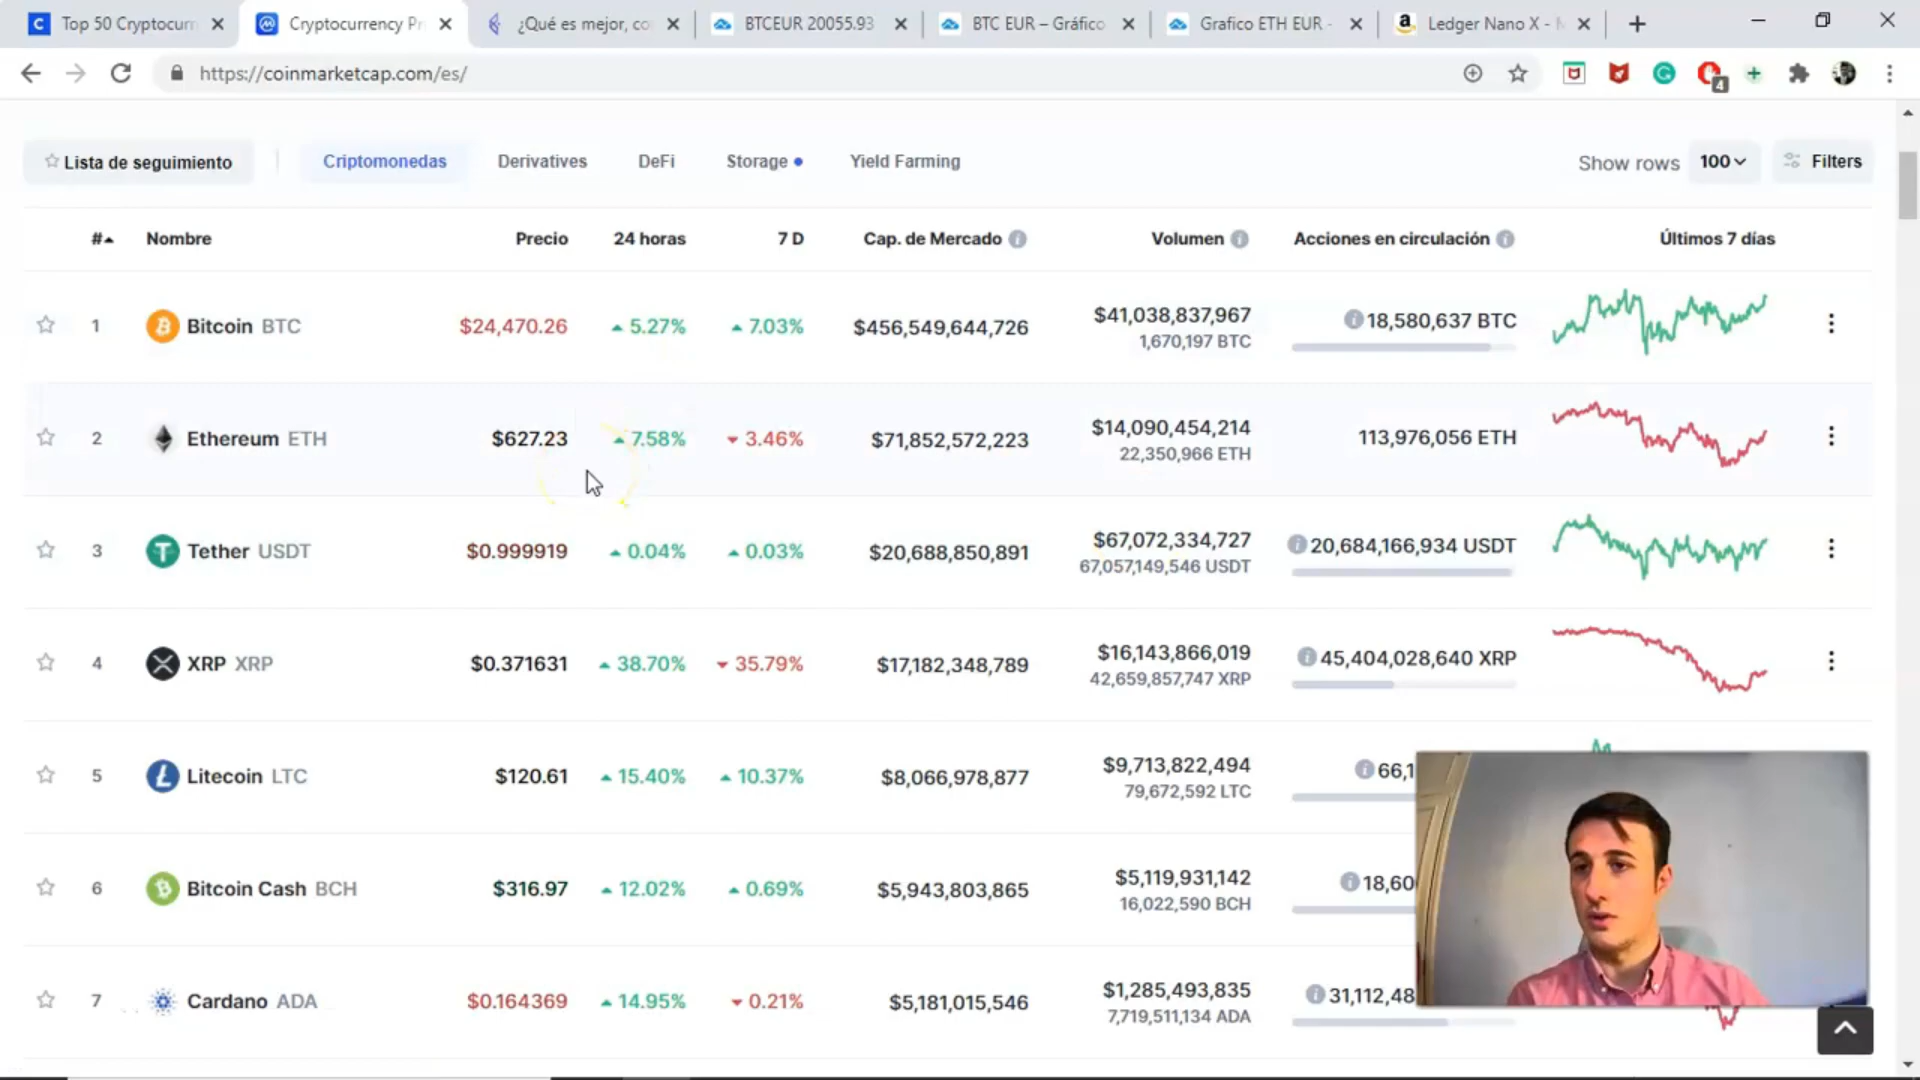 Top 50 Cryptocurr
Cryptocurrency Pr
¿Qué es mejor, co
BTCEUR 20055.93
BTC EUR – Gráfico
Grafico ETH EUR -
Ledger Nano X -
https://coinmarketcap.com/es/
4
Lista de seguimiento
Criptomonedas
Derivatives
DeFi
Storage
Yield Farming
Show rows
100
Filters
# Nombre Precio 24 horas 7 D Cap. de Mercado Volumen Acciones en circulación Últimos 7 días
1 Bitcoin BTC $24,470.26 5.27% 7.03% $456,549,644,726 $41,038,837,967 18,580,637 BTC
1,670,197 BTC
2 Ethereum ETH $627.23 7.58% 3.46% $71,852,572,223 $14,090,454,214 113,976,056 ETH
22,350,966 ETH
3 Tether USDT $0.999919 0.04% 0.03% $20,688,850,891 $67,072,334,727 20,684,166,934 USDT
67,057,149,546 USDT
4 XRP XRP $0.371631 38.70% 35.79% $17,182,348,789 $16,143,866,019 45,404,028,640 XRP
42,659,857,747 XRP
5 Litecoin LTC $120.61 15.40% 10.37% $8,066,978,877 $9,713,822,494 66,1
79,672,592 LTC
6 Bitcoin Cash BCH $316.97 12.02% 0.69% $5,943,803,865 $5,119,931,142 18,60
16,022,590 BCH
7 Cardano ADA $0.164369 14.95% 0.21% $5,181,015,546 $1,285,493,835 31,112,48
7,719,511,134 ADA